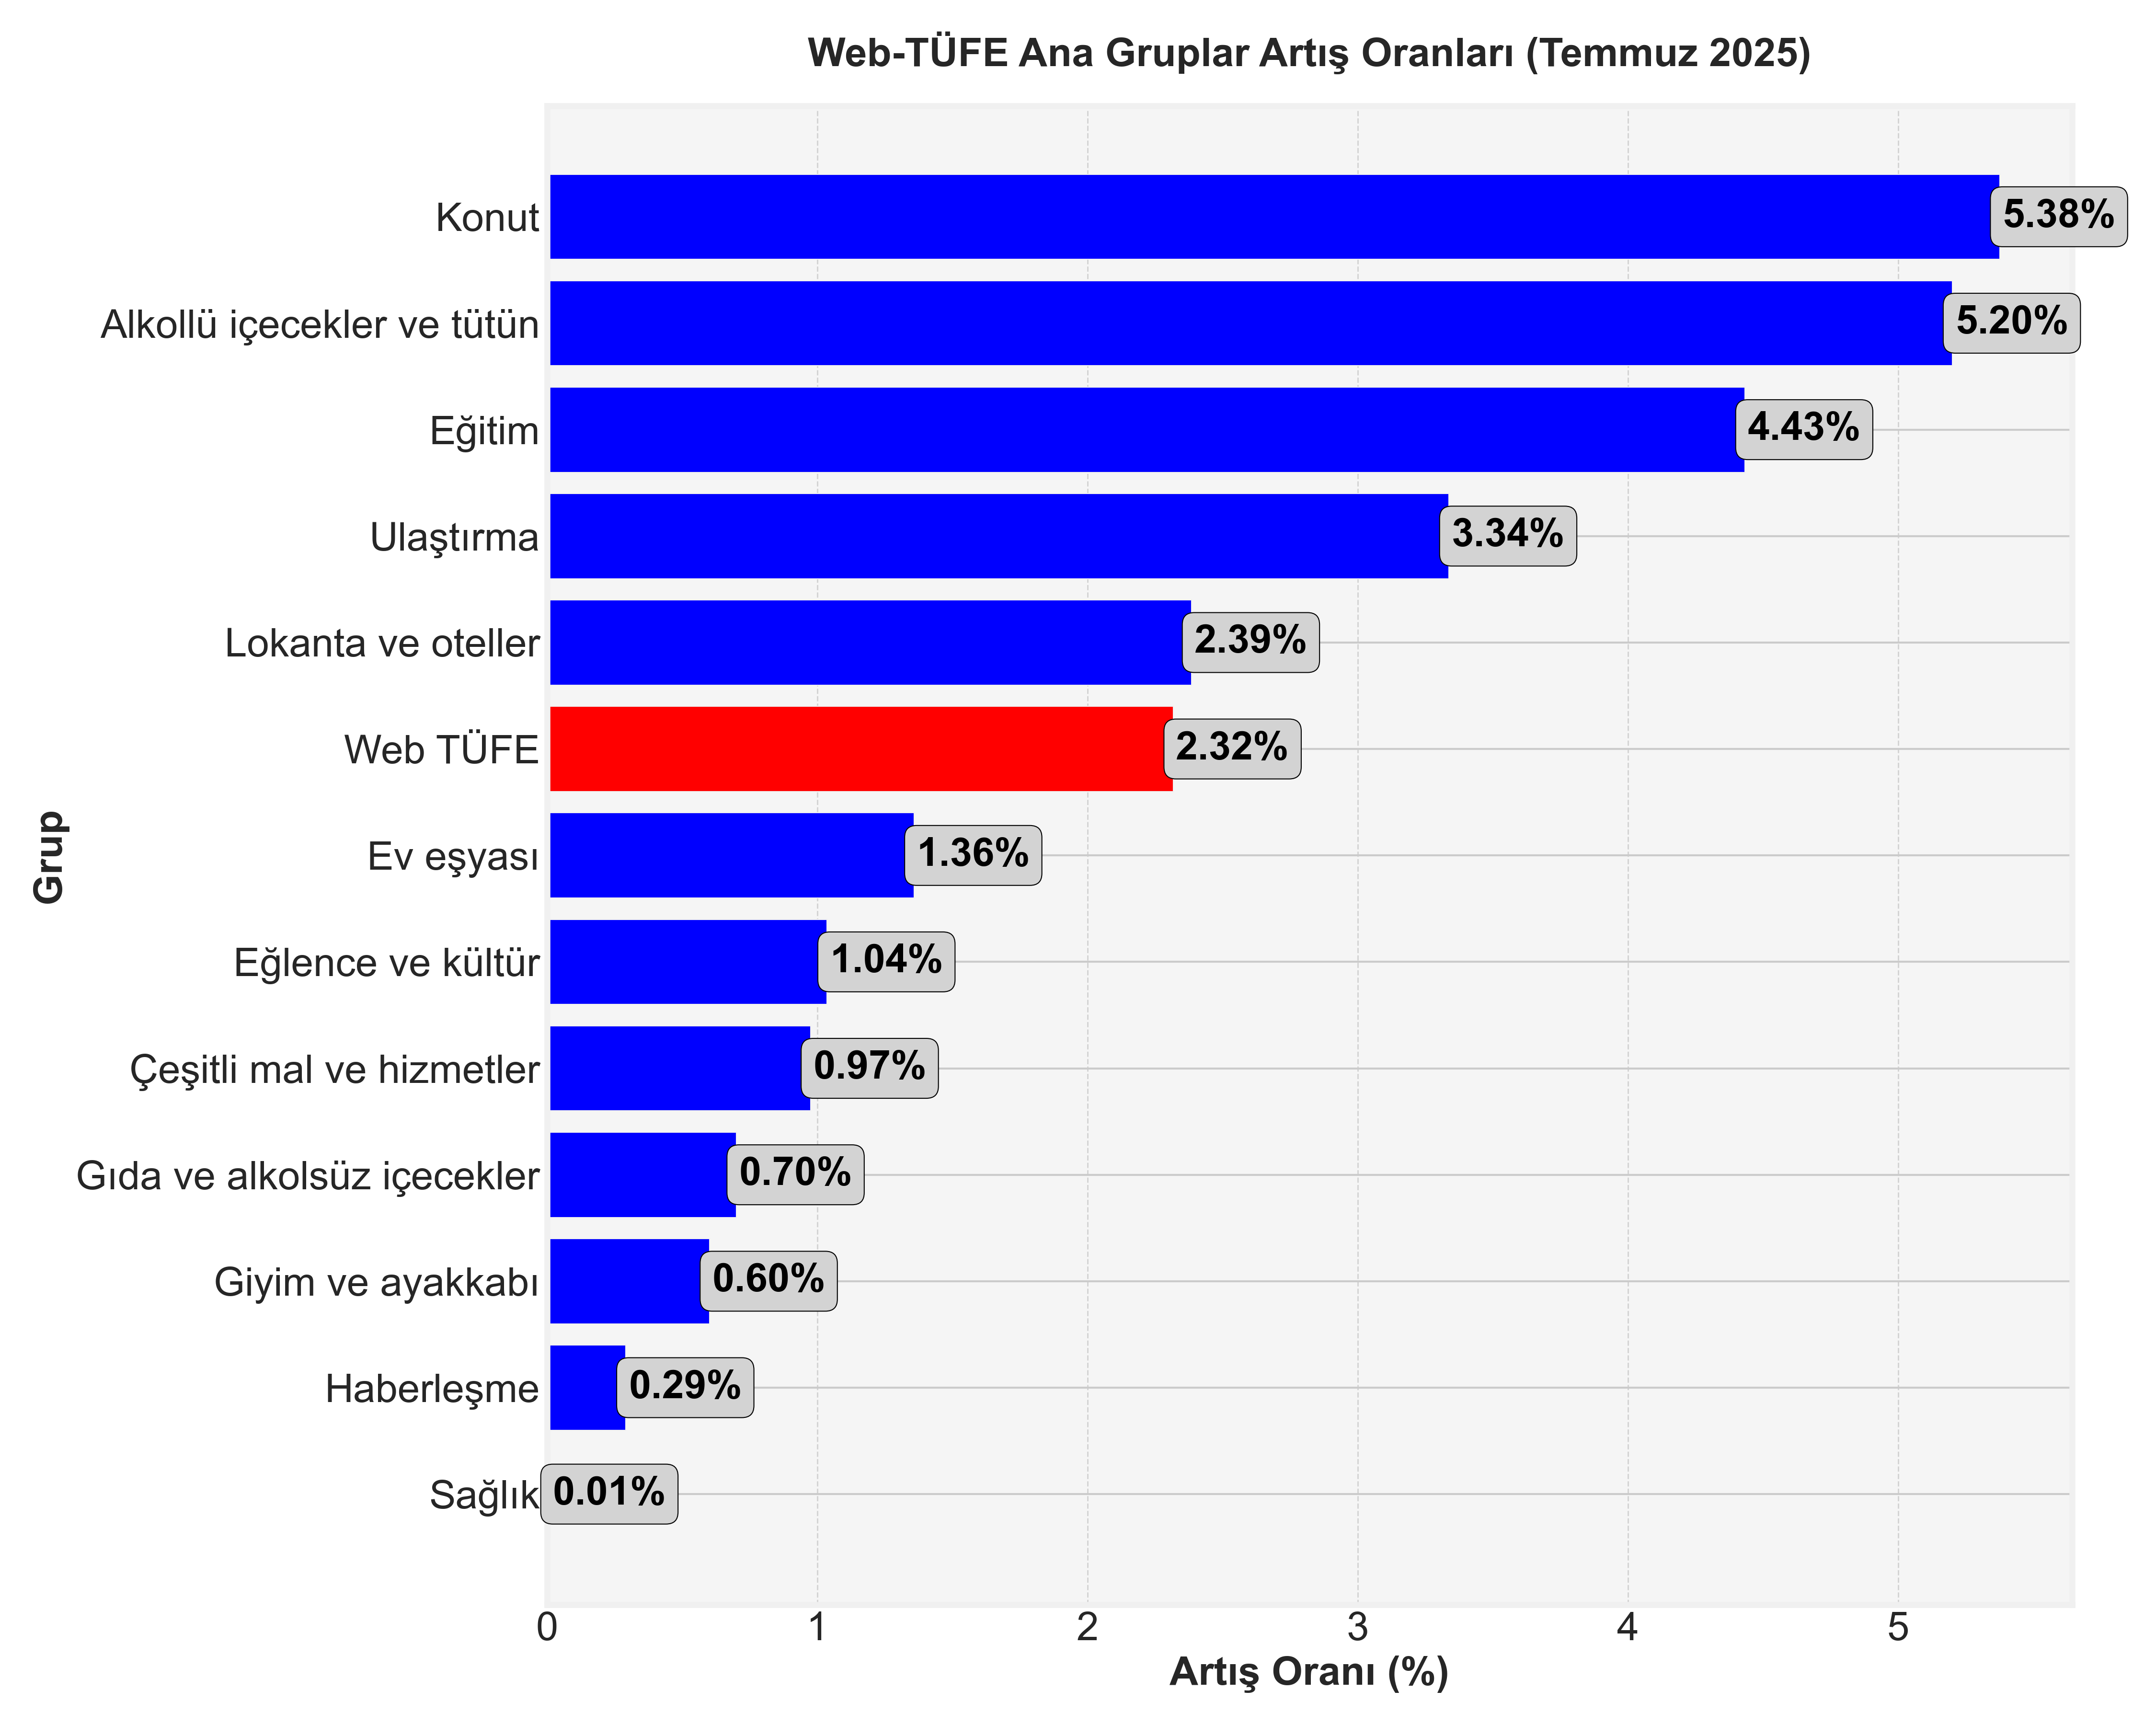 Web-TÜFE Ana Gruplar Artış Oranları (Temmuz 2025)
Konut 5.38%
Alkollü içecekler ve tütün 5.20%
Eğitim 4.43%
Ulaştırma 3.34%
Lokanta ve oteller 2.39%
Web TÜFE 2.32%
Ev eşyası 1.36%
Eğlence ve kültür 1.04%
Çeşitli mal ve hizmetler 0.97%
Gıda ve alkolsüz içecekler 0.70%
Giyim ve ayakkabı 0.60%
Haberleşme 0.29%
Sağlık 0.01%
Grup
0 1 2 3 4 5
Artış Oranı (%)